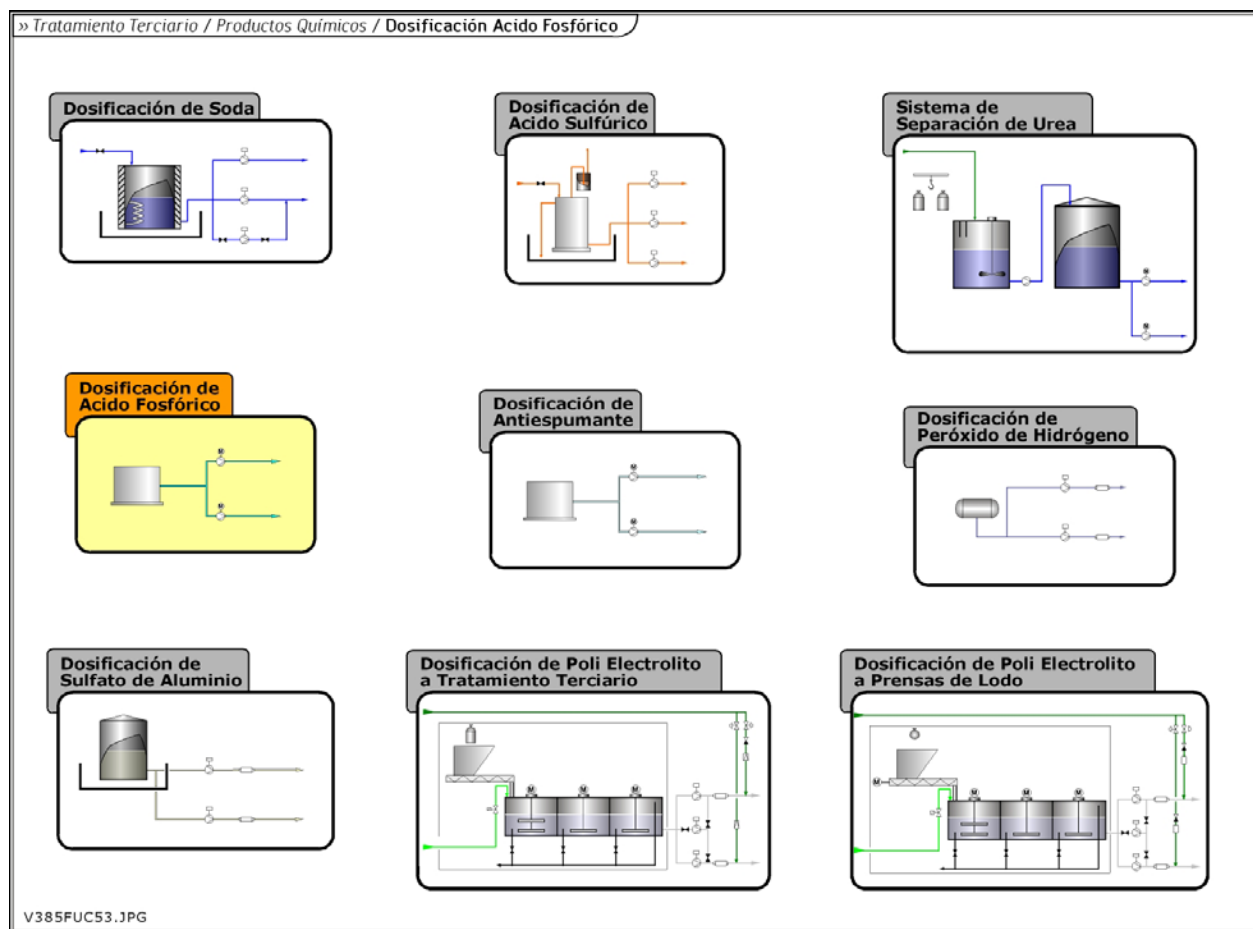 » Tratamiento Terciario / Productos Químicos / Dosificación Acido Fosfórico
Dosificación de Soda
Dosificación de
Acido Sulfúrico
Sistema de
Separación de Urea
Dosificación de
Acido Fosfórico
Dosificación de
Antiespumante
Dosificación de
Peróxido de Hidrógeno
Dosificación de
Sulfato de Aluminio
Dosificación de Poli Electrolito
a Tratamiento Terciario
Dosificación de Poli Electrolito
a Prensas de Lodo
V385FUC53.JPG